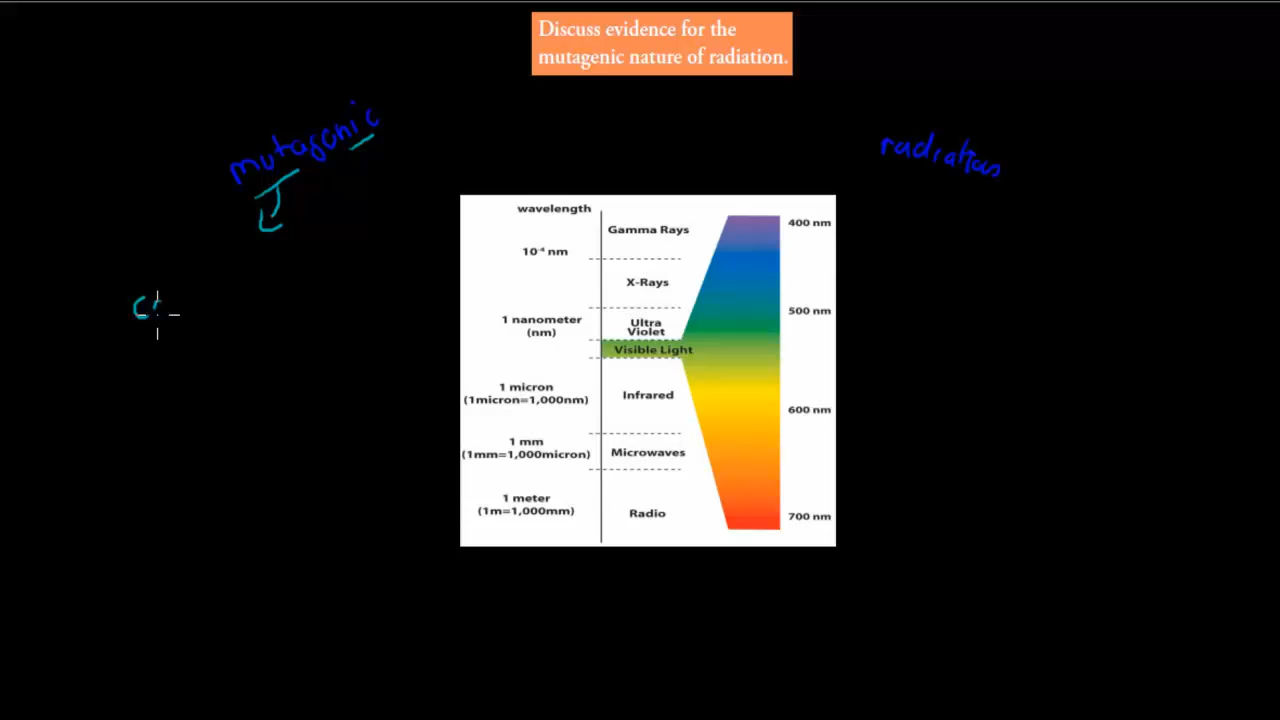 Discuss evidence for the
mutagenic nature of radiation.
mutagenic
radiation
wavelength
Gamma Rays
400 nm
10⁻⁴ nm
X-Rays
500 nm
1 nanometer
(nm)
Ultra
Violet
Visible Light
1 micron
(1micron=1,000nm)
Infrared
600 nm
1 mm
(1mm=1,000micron)
Microwaves
1 meter
(1m=1,000mm)
Radio
700 nm